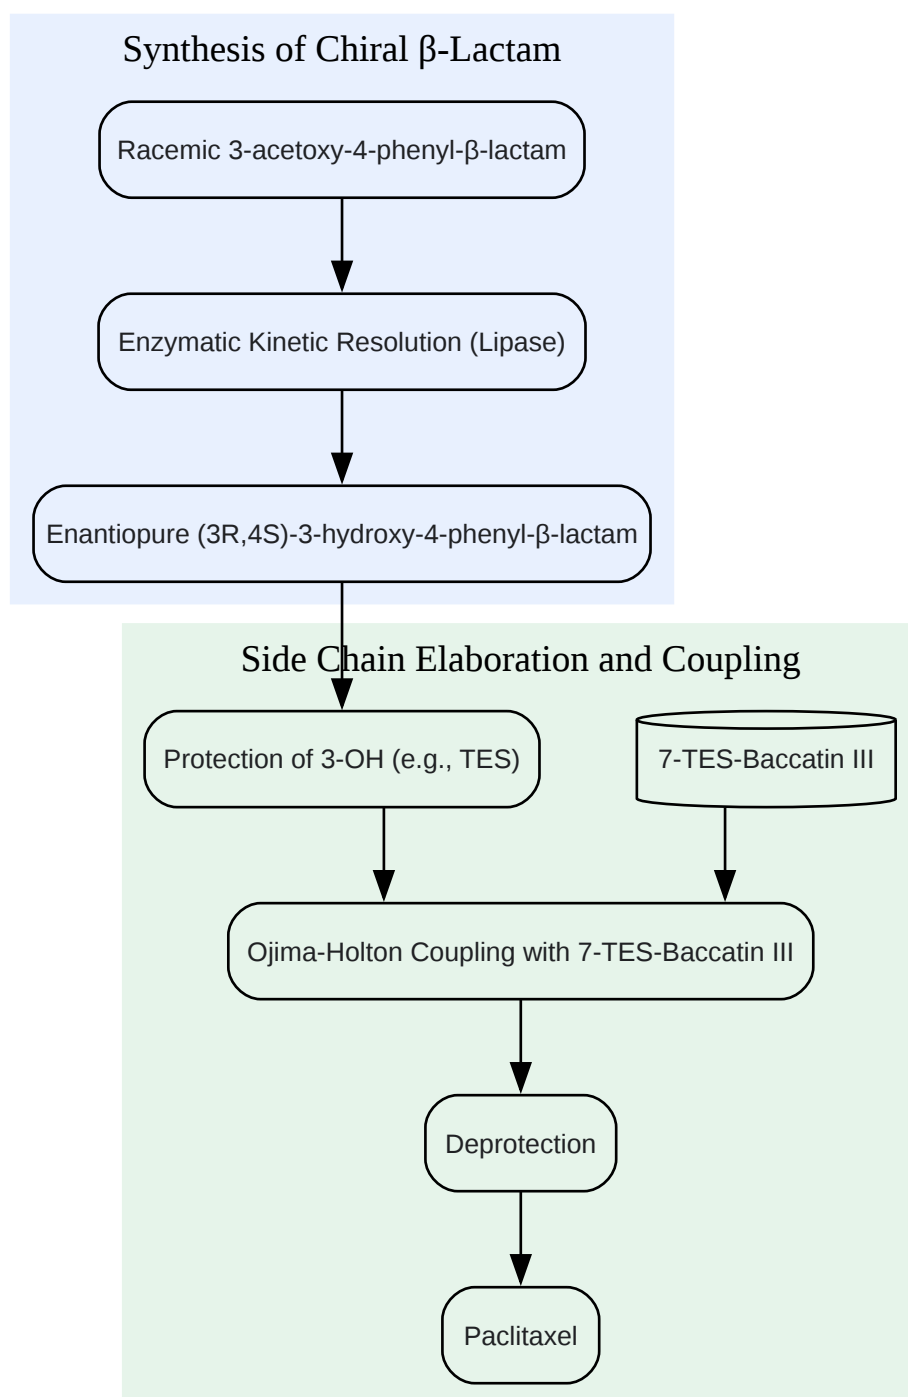 Synthesis of Chiral β-Lactam
Racemic 3-acetoxy-4-phenyl-β-lactam
Enzymatic Kinetic Resolution (Lipase)
Enantiopure (3R,4S)-3-hydroxy-4-phenyl-β-lactam
Side Chain Elaboration and Coupling
Protection of 3-OH (e.g., TES)
7-TES-Baccatin III
Ojima-Holton Coupling with 7-TES-Baccatin III
Deprotection
Paclitaxel